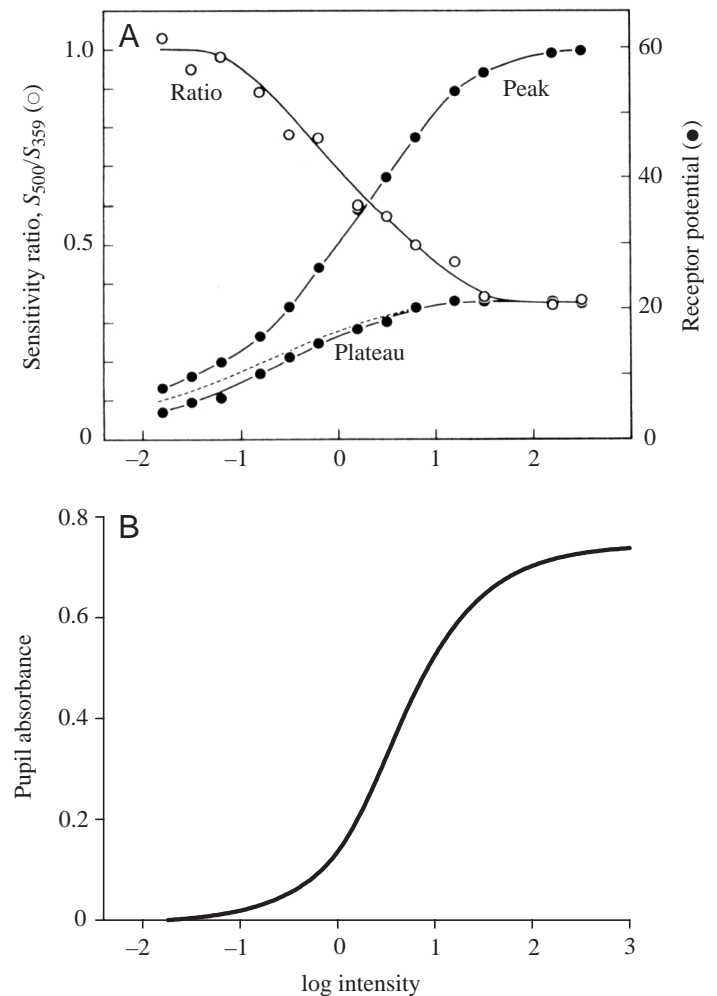 A
1.0
0.5
0
Sensitivity ratio, S500/S359 (○)
Ratio
Peak
Plateau
60
40
20
0
Receptor potential (●)
–2 –1 0 1 2 3
B
0.8
0.6
0.4
0.2
0
Pupil absorbance
–2 –1 0 1 2 3
log intensity